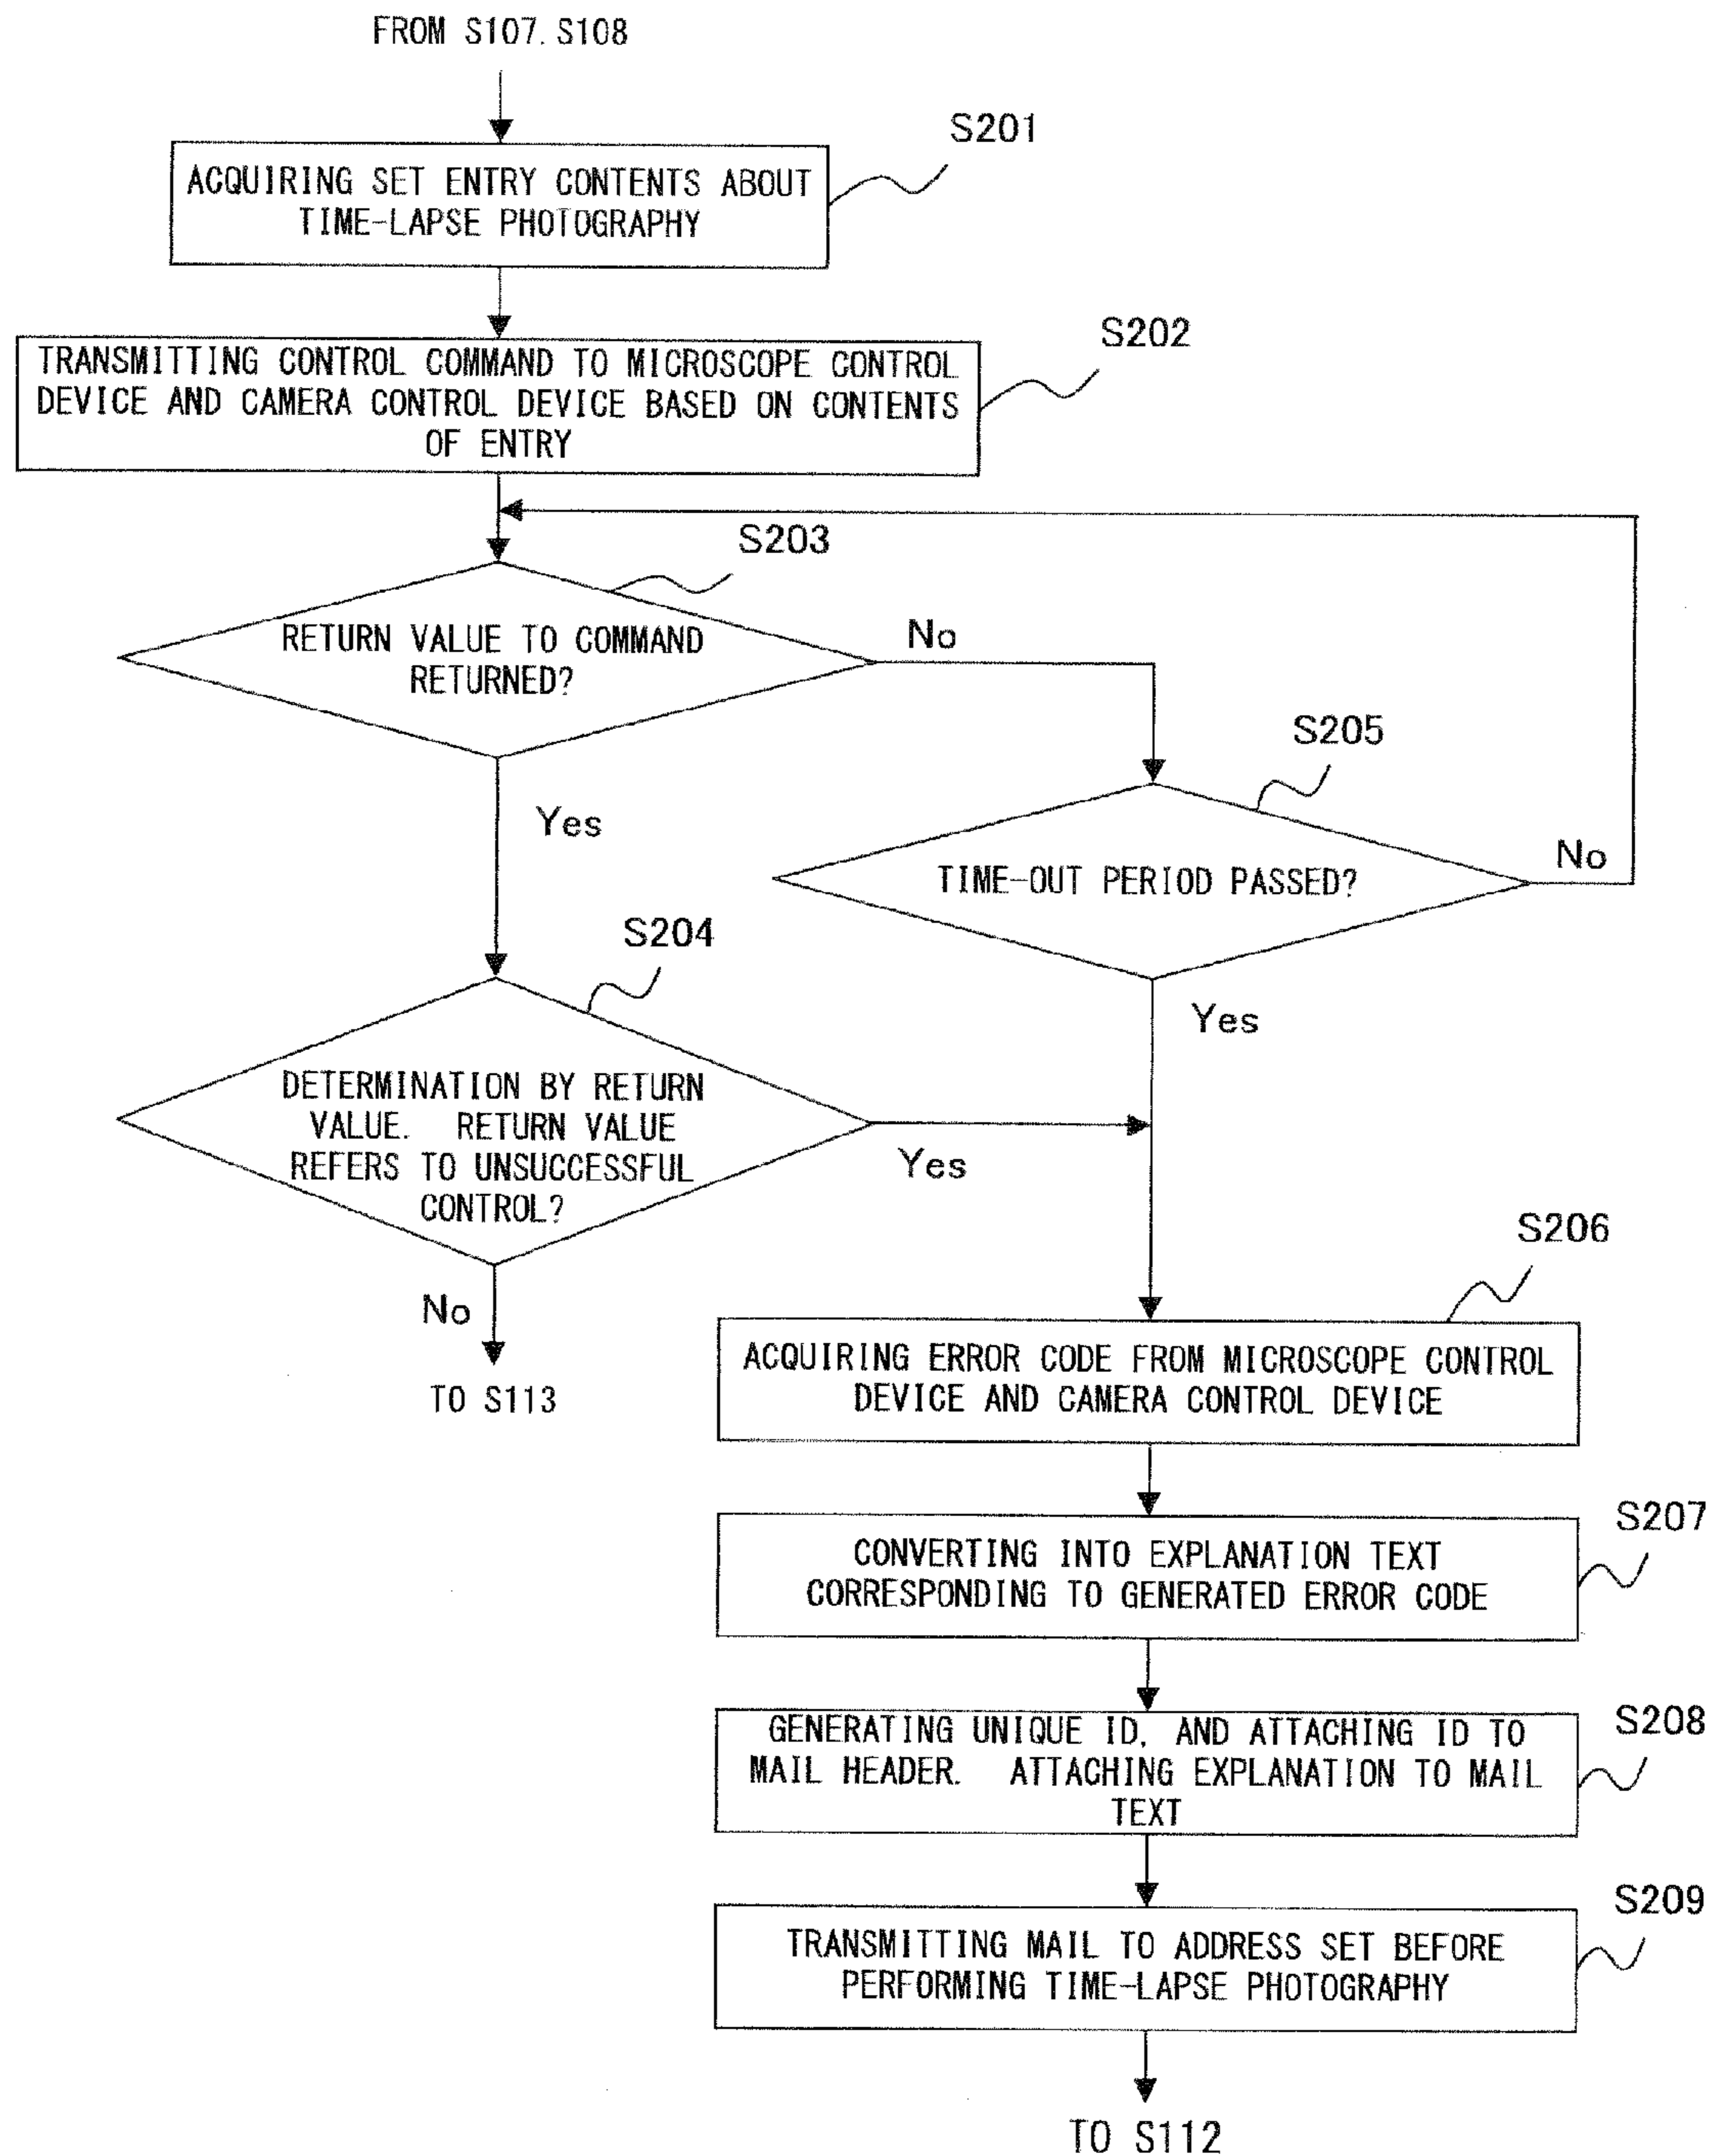 FROM S107. S108
S201
ACQUIRING SET ENTRY CONTENTS ABOUT
TIME-LAPSE PHOTOGRAPHY
S202
TRANSMITTING CONTROL COMMAND TO MICROSCOPE CONTROL
DEVICE AND CAMERA CONTROL DEVICE BASED ON CONTENTS
OF ENTRY
S203
RETURN VALUE TO COMMAND
RETURNED?
No
Yes
S205
TIME-OUT PERIOD PASSED?
No
Yes
S204
DETERMINATION BY RETURN
VALUE. RETURN VALUE
REFERS TO UNSUCCESSFUL
CONTROL?
Yes
No
TO S113
S206
ACQUIRING ERROR CODE FROM MICROSCOPE CONTROL
DEVICE AND CAMERA CONTROL DEVICE
S207
CONVERTING INTO EXPLANATION TEXT
CORRESPONDING TO GENERATED ERROR CODE
S208
GENERATING UNIQUE ID, AND ATTACHING ID TO
MAIL HEADER. ATTACHING EXPLANATION TO MAIL
TEXT
S209
TRANSMITTING MAIL TO ADDRESS SET BEFORE
PERFORMING TIME-LAPSE PHOTOGRAPHY
TO S112